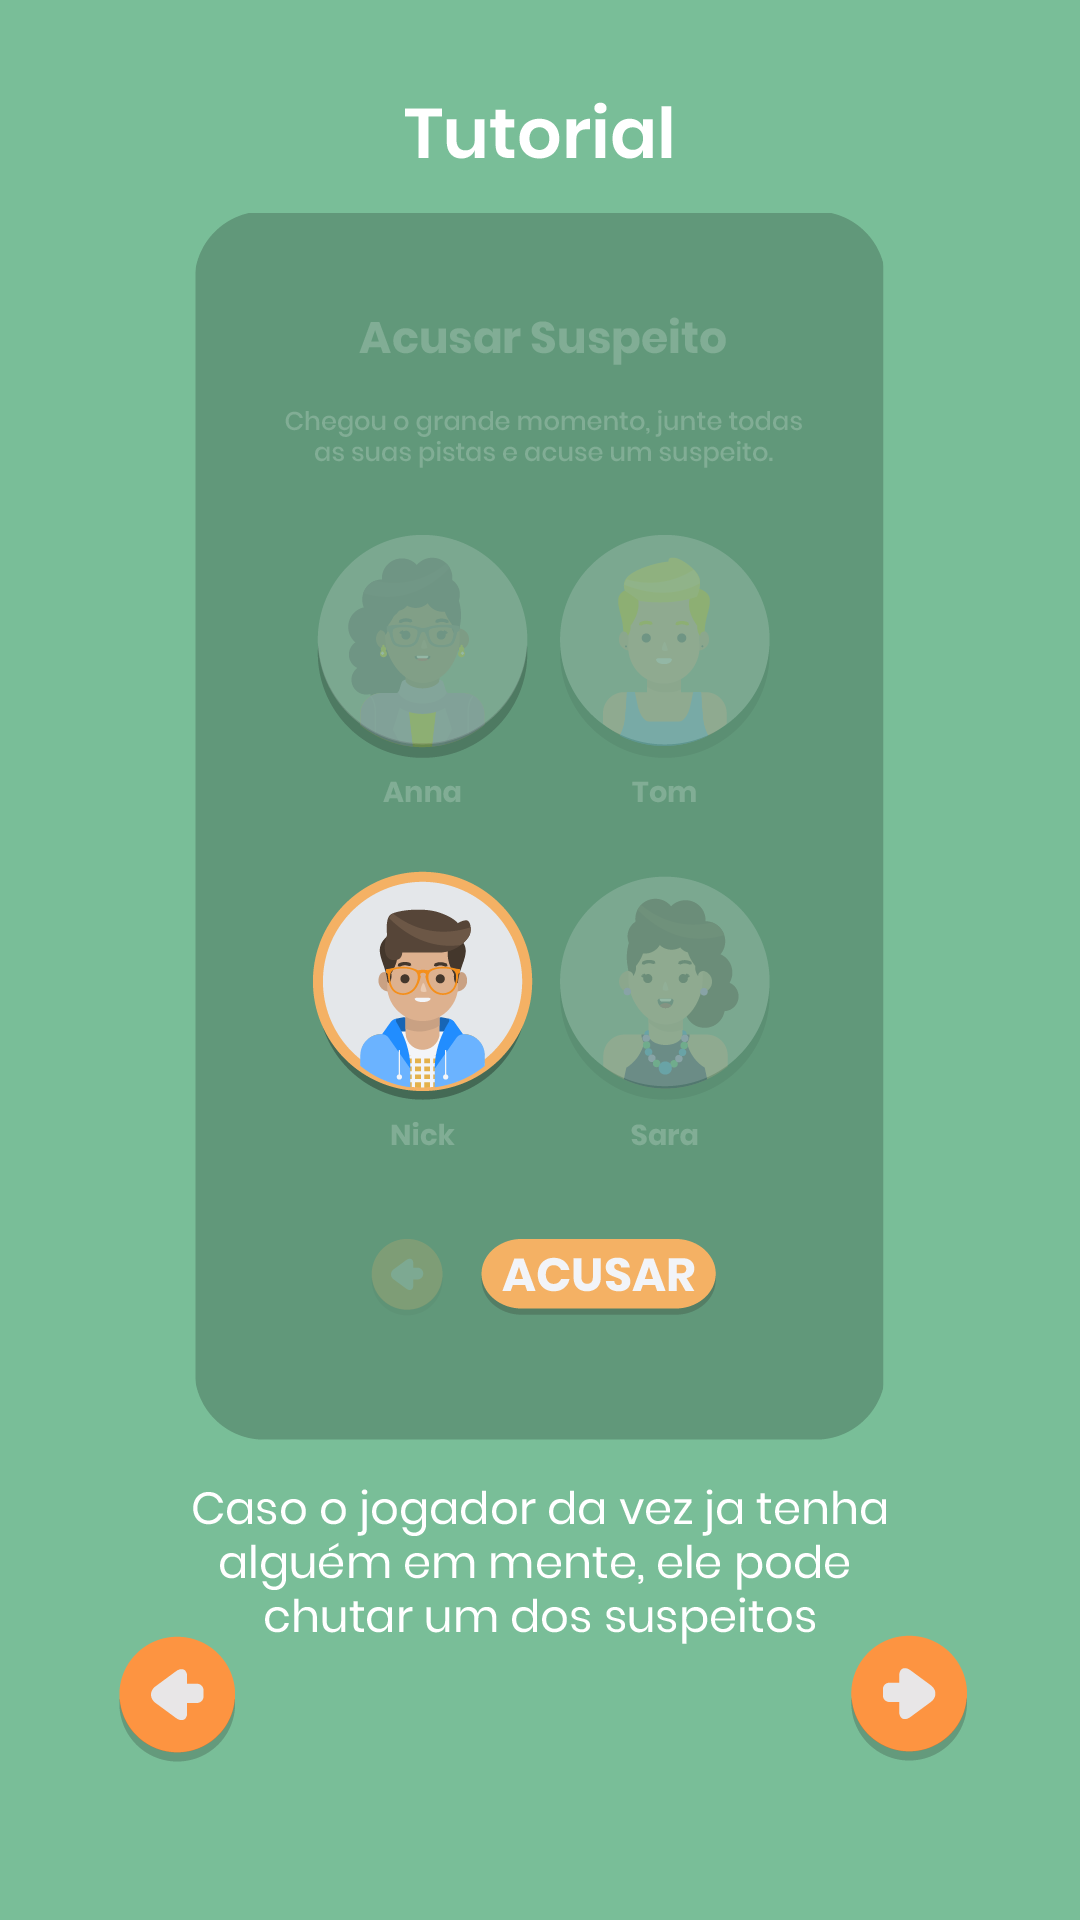 Tutorial
Acusar Suspeito
Chegou o grande momento, junte todas
as suas pistas e acuse um suspeito.
Anna
Tom
Nick
Sara
ACUSAR
Caso o jogador da vez ja tenha
alguém em mente, ele pode
chutar um dos suspeitos